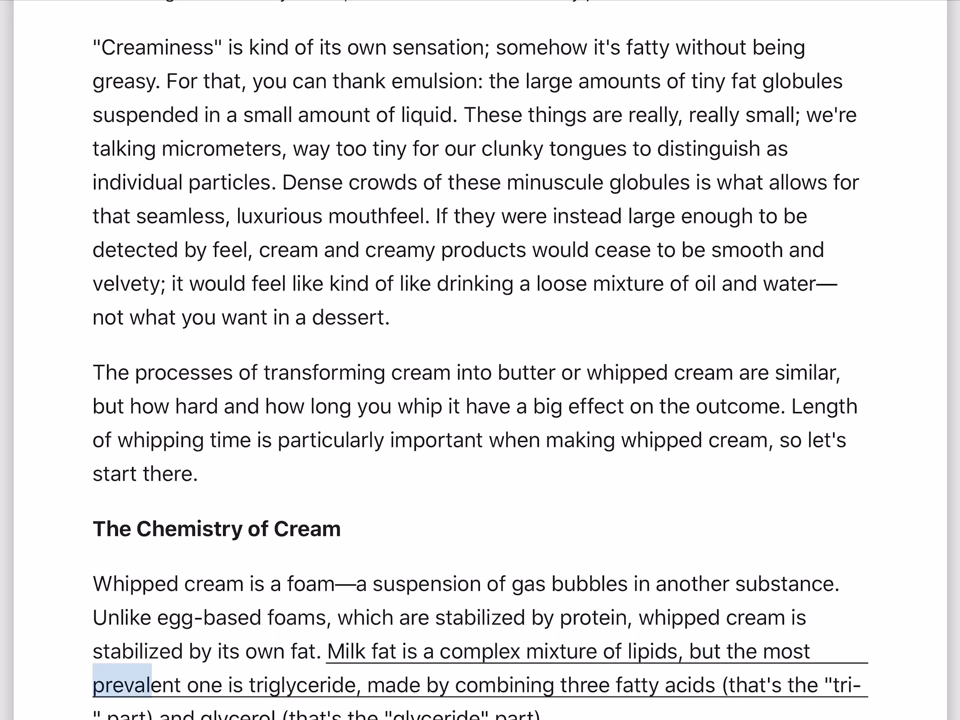 "Creaminess" is kind of its own sensation; somehow it's fatty without being
greasy. For that, you can thank emulsion: the large amounts of tiny fat globules
suspended in a small amount of liquid. These things are really, really small; we're
talking micrometers, way too tiny for our clunky tongues to distinguish as
individual particles. Dense crowds of these minuscule globules is what allows for
that seamless, luxurious mouthfeel. If they were instead large enough to be
detected by feel, cream and creamy products would cease to be smooth and
velvety; it would feel like kind of like drinking a loose mixture of oil and water—
not what you want in a dessert.
The processes of transforming cream into butter or whipped cream are similar,
but how hard and how long you whip it have a big effect on the outcome. Length
of whipping time is particularly important when making whipped cream, so let's
start there.
The Chemistry of Cream
Whipped cream is a foam—a suspension of gas bubbles in another substance.
Unlike egg-based foams, which are stabilized by protein, whipped cream is
stabilized by its own fat. Milk fat is a complex mixture of lipids, but the most
prevalent one is triglyceride, made by combining three fatty acids (that's the "tri-
" part) and glycerol (that's the "glyceride" part).